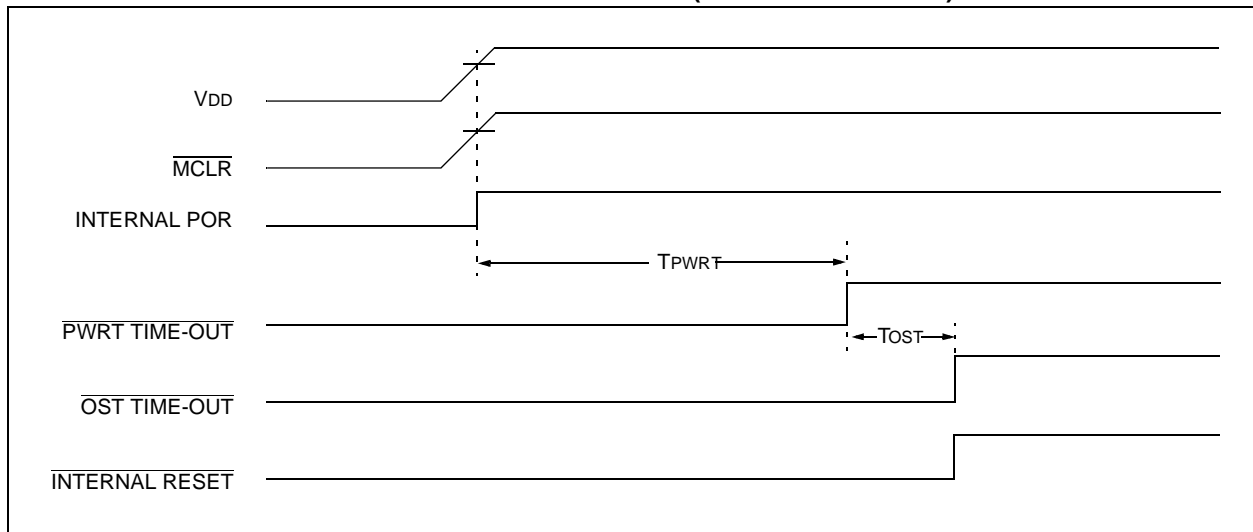 VDD
MCLR
INTERNAL POR
TPWRT
PWRT TIME-OUT
TOST
OST TIME-OUT
INTERNAL RESET